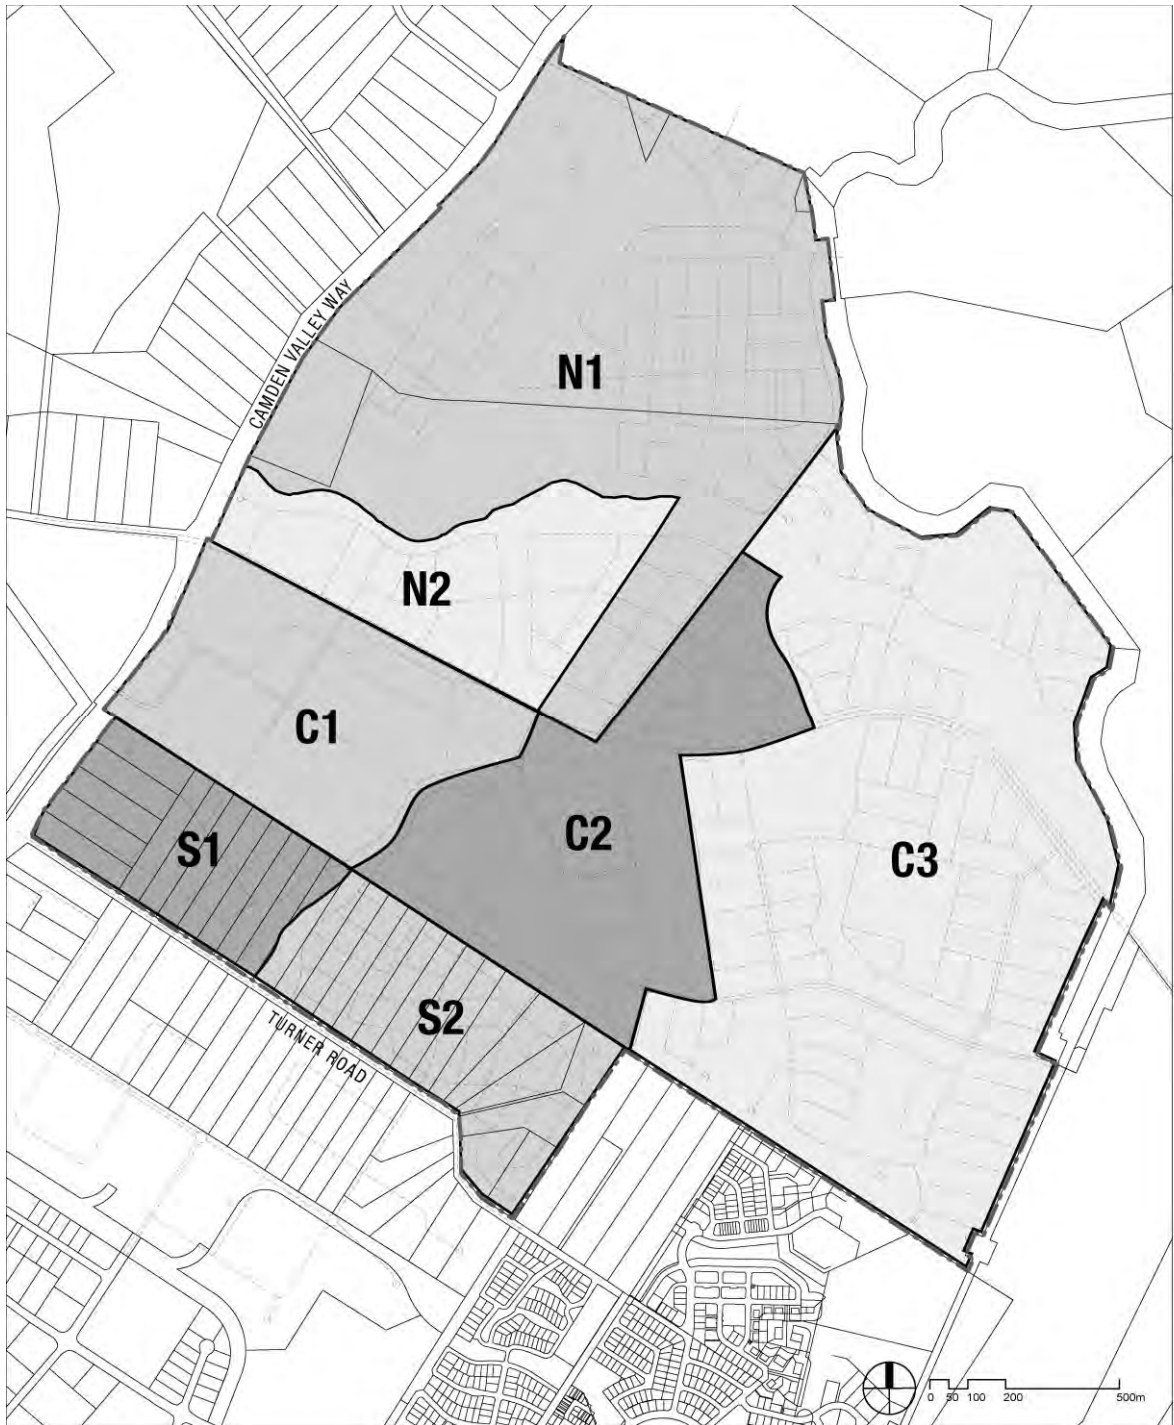 CAMDEN VALLEY WAY
N1
N2
C1
C2
C3
S1
S2
TURNER ROAD
0 50 100 200 500m